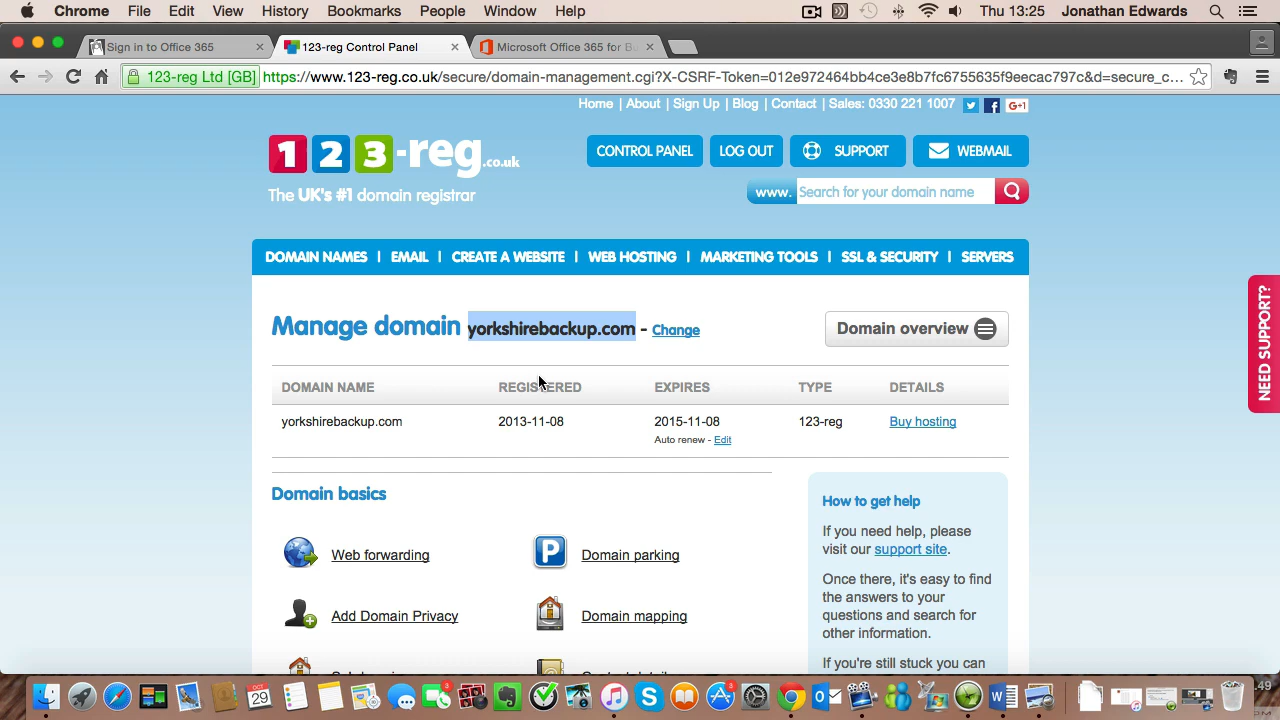 Chrome File Edit View History Bookmarks People Window Help Thu 13:25 Jonathan Edwards
Sign in to Office 365 123-reg Control Panel Microsoft Office 365 for Bu
123-reg Ltd [GB] https://www.123-reg.co.uk/secure/domain-management.cgi?X-CSRF-Token=012e972464bb4ce3e8b7fc6755635f9eecac797c&d=secure_c...
Home | About | Sign Up | Blog | Contact | Sales: 0330 221 1007 G+1
123-reg.co.uk
The UK's #1 domain registrar
CONTROL PANEL LOG OUT SUPPORT WEBMAIL
www. Search for your domain name
DOMAIN NAMES | EMAIL | CREATE A WEBSITE | WEB HOSTING | MARKETING TOOLS | SSL & SECURITY | SERVERS
Manage domain yorkshirebackup.com - Change
Domain overview
NEED SUPPORT?
DOMAIN NAME REGISTERED EXPIRES TYPE DETAILS
yorkshirebackup.com 2013-11-08 2015-11-08 123-reg Buy hosting
Auto renew - Edit
Domain basics
Web forwarding
P Domain parking
Add Domain Privacy
Domain mapping
How to get help
If you need help, please
visit our support site.
Once there, it's easy to find
the answers to your
questions and search for
other information.
If you're still stuck you can